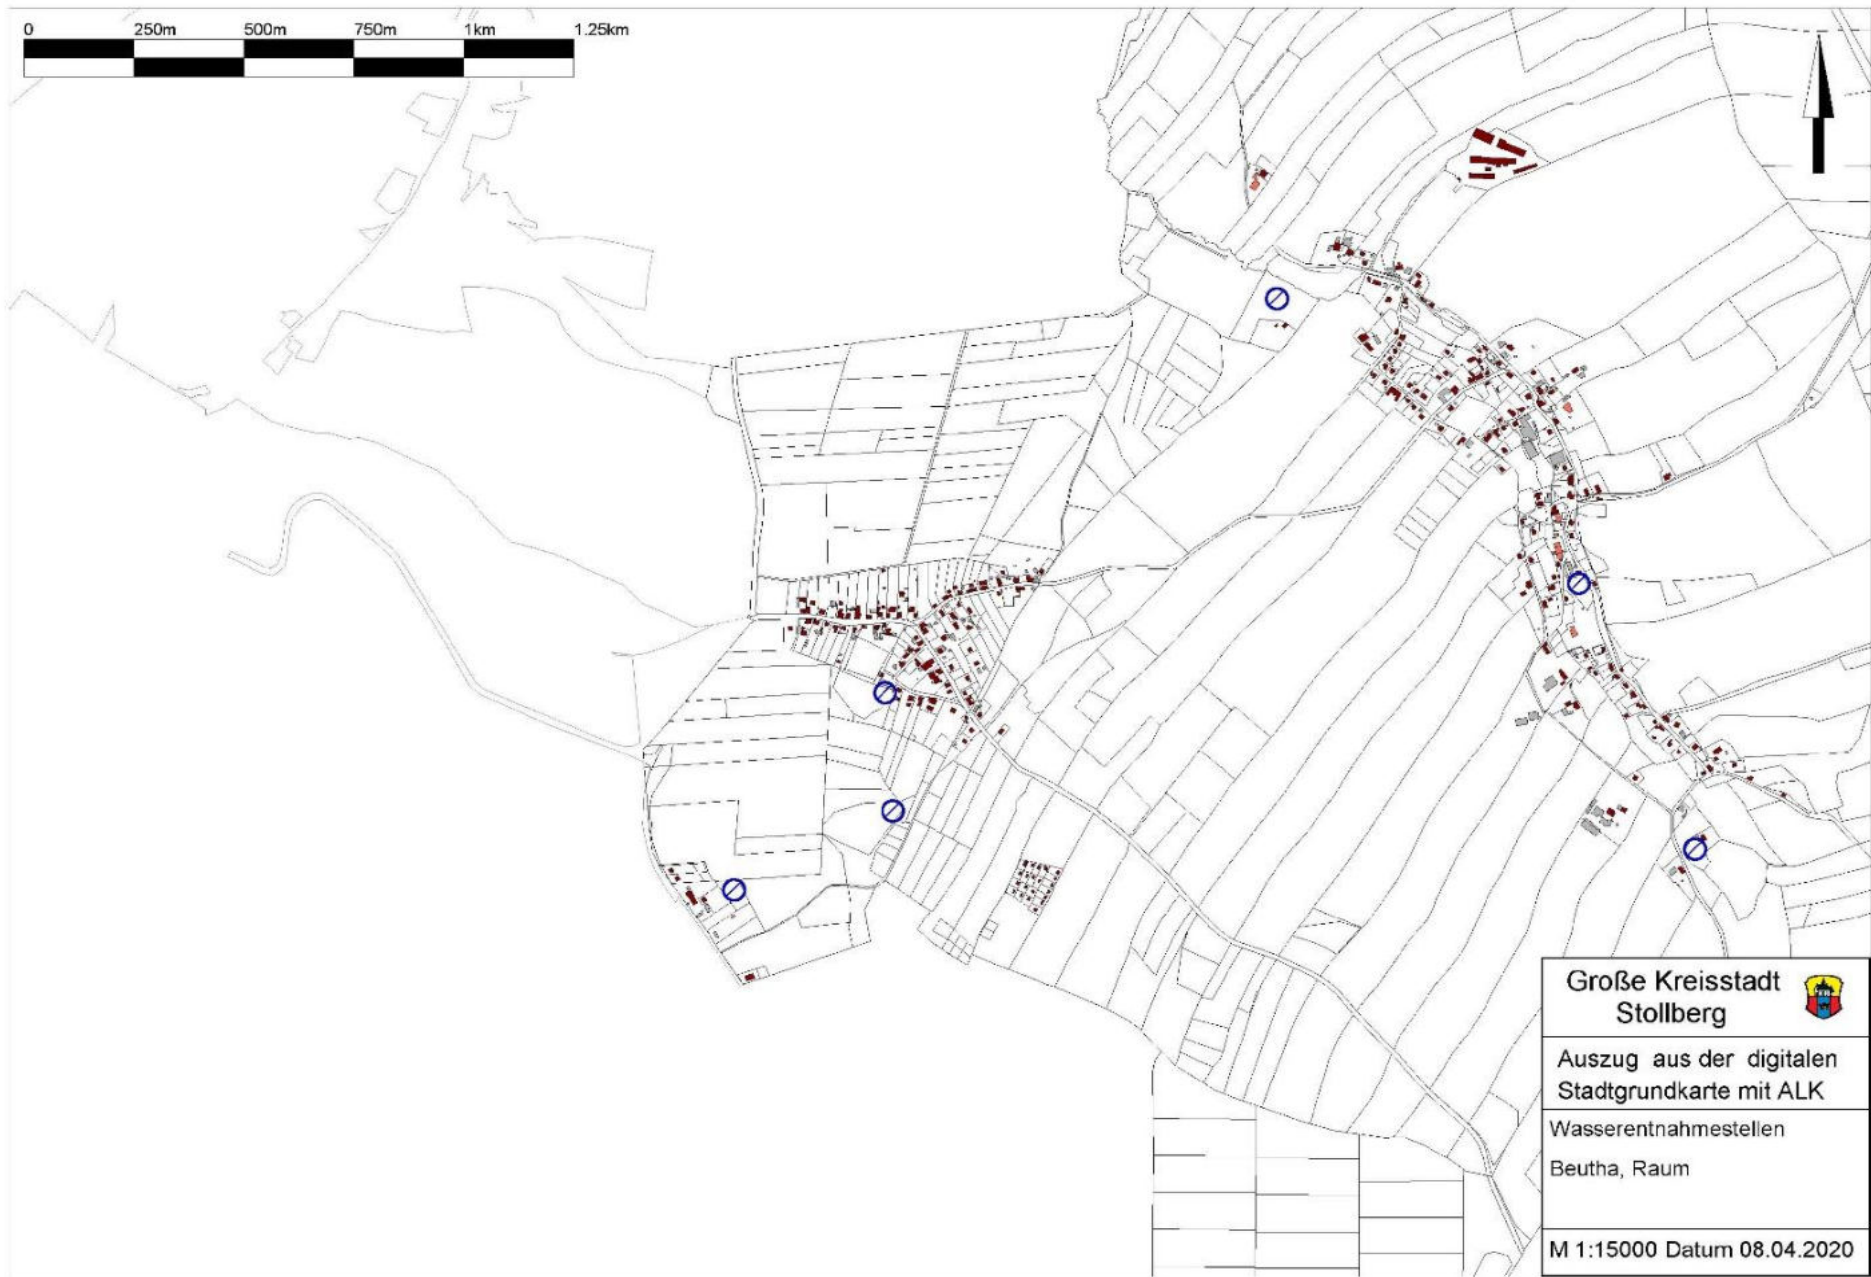 0 250m 500m 750m 1km 1.25km
Große Kreisstadt
Stollberg
Auszug aus der digitalen
Stadtgrundkarte mit ALK
Wasserentnahmestellen
Beutha, Raum
M 1:15000 Datum 08.04.2020